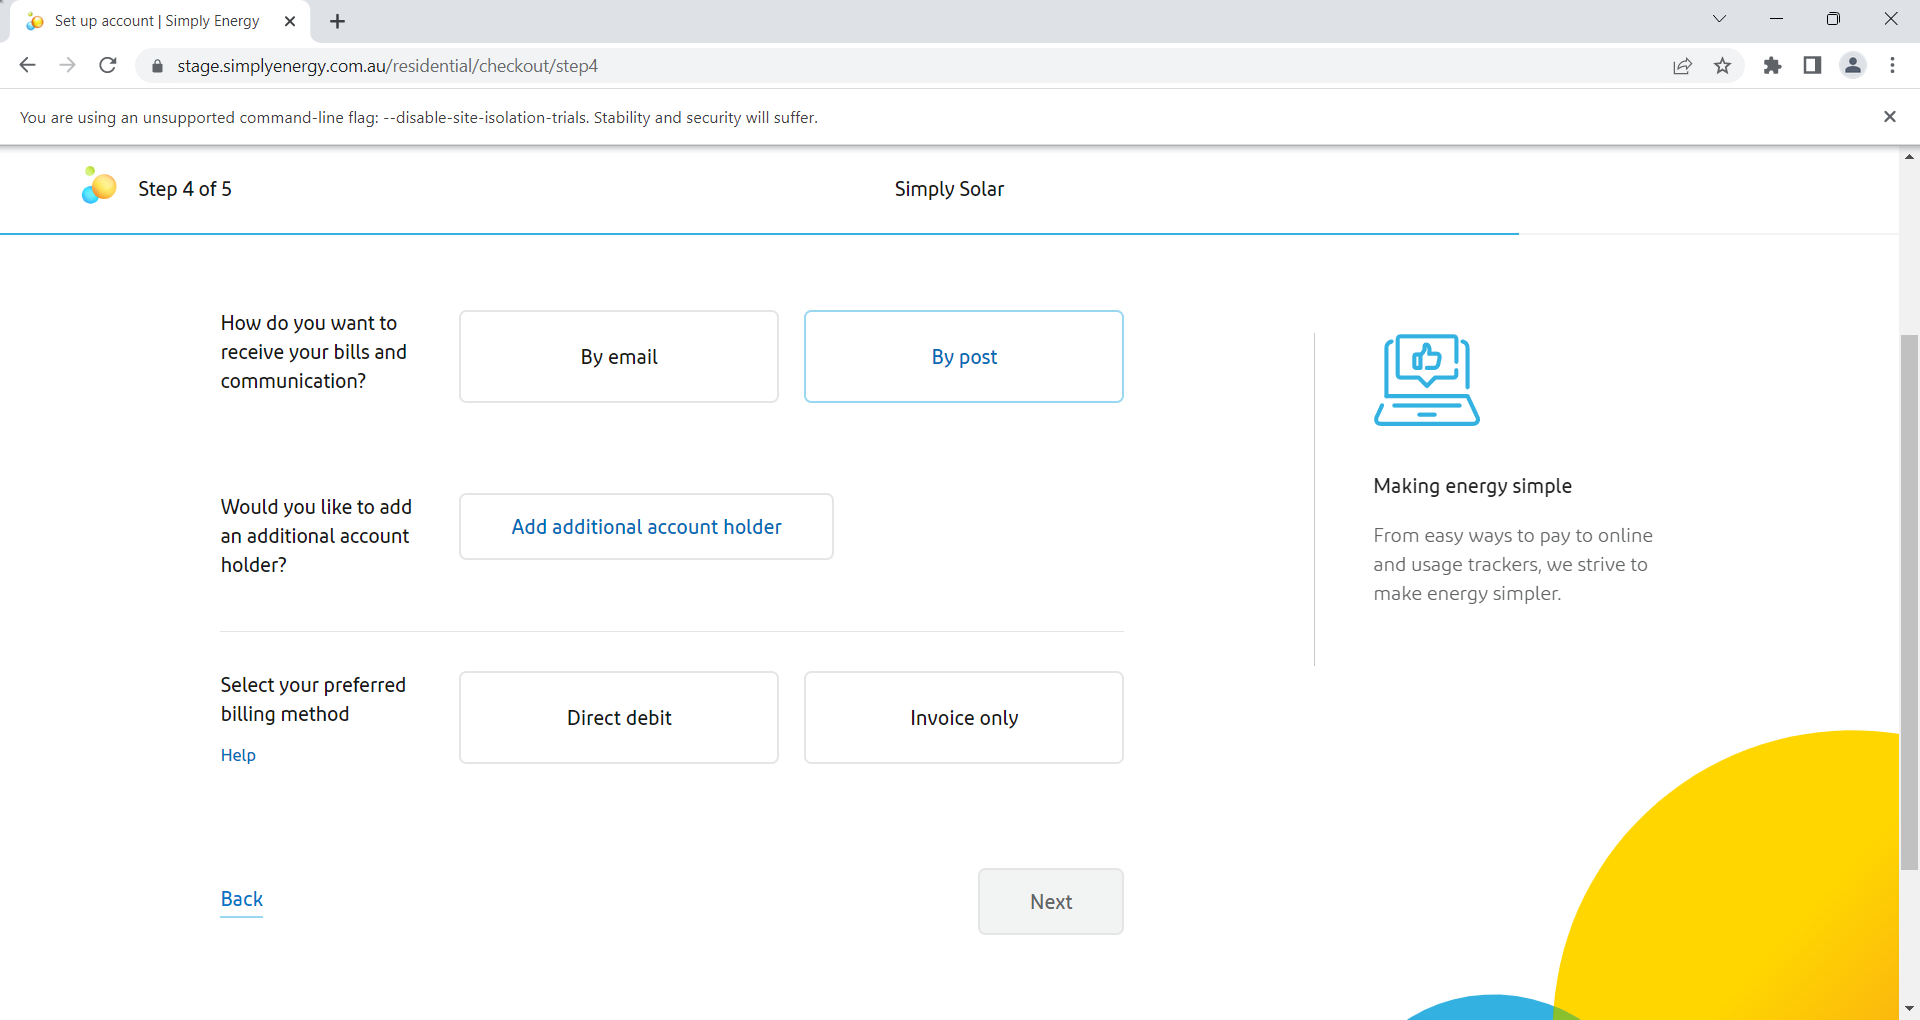 Set up account | Simply Energy
stage.simplyenergy.com.au/residential/checkout/step4
You are using an unsupported command-line flag: --disable-site-isolation-trials. Stability and security will suffer.
Step 4 of 5
Simply Solar
How do you want to
receive your bills and
communication?
By email
By post
Would you like to add
an additional account
holder?
Add additional account holder
Select your preferred
billing method
Help
Direct debit
Invoice only
Back
Next
Making energy simple
From easy ways to pay to online
and usage trackers, we strive to
make energy simpler.